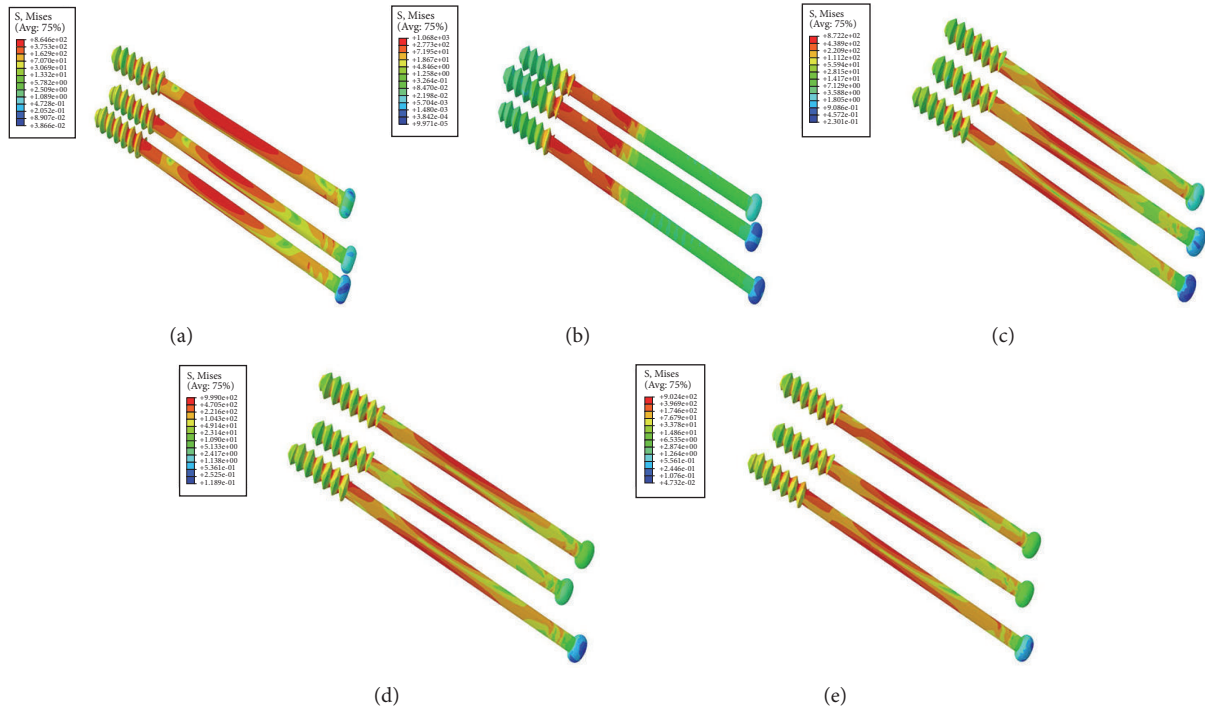 S, Mises
(Avg: 75%)
+8.646e+02
+3.753e+02
+1.629e+02
+7.070e+01
+3.069e+01
+1.332e+01
+5.782e+00
+2.509e+00
+1.089e+00
+4.728e-01
+2.052e-01
+8.907e-02
+3.866e-02
(a)
S, Mises
(Avg: 75%)
+1.068e+03
+2.773e+02
+7.195e+01
+1.867e+01
+4.846e+00
+1.258e+00
+3.264e-01
+8.470e-02
+2.198e-02
+5.704e-03
+1.480e-03
+3.842e-04
+9.971e-05
(b)
S, Mises
(Avg: 75%)
+8.722e+02
+4.389e+02
+2.209e+02
+1.112e+02
+5.594e+01
+2.815e+01
+1.417e+01
+7.129e+00
+3.588e+00
+1.805e+00
+9.086e-01
+4.572e-01
+2.301e-01
(c)
S, Mises
(Avg: 75%)
+9.990e+02
+4.705e+02
+2.216e+02
+1.043e+02
+4.914e+01
+2.314e+01
+1.090e+01
+5.133e+00
+2.417e+00
+1.138e+00
+5.361e-01
+2.525e-01
+1.189e-01
(d)
S, Mises
(Avg: 75%)
+9.024e+02
+3.969e+02
+1.746e+02
+7.679e+01
+3.378e+01
+1.486e+01
+6.535e+00
+2.874e+00
+1.264e+00
+5.561e-01
+2.446e-01
+1.076e-01
+4.732e-02
(e)